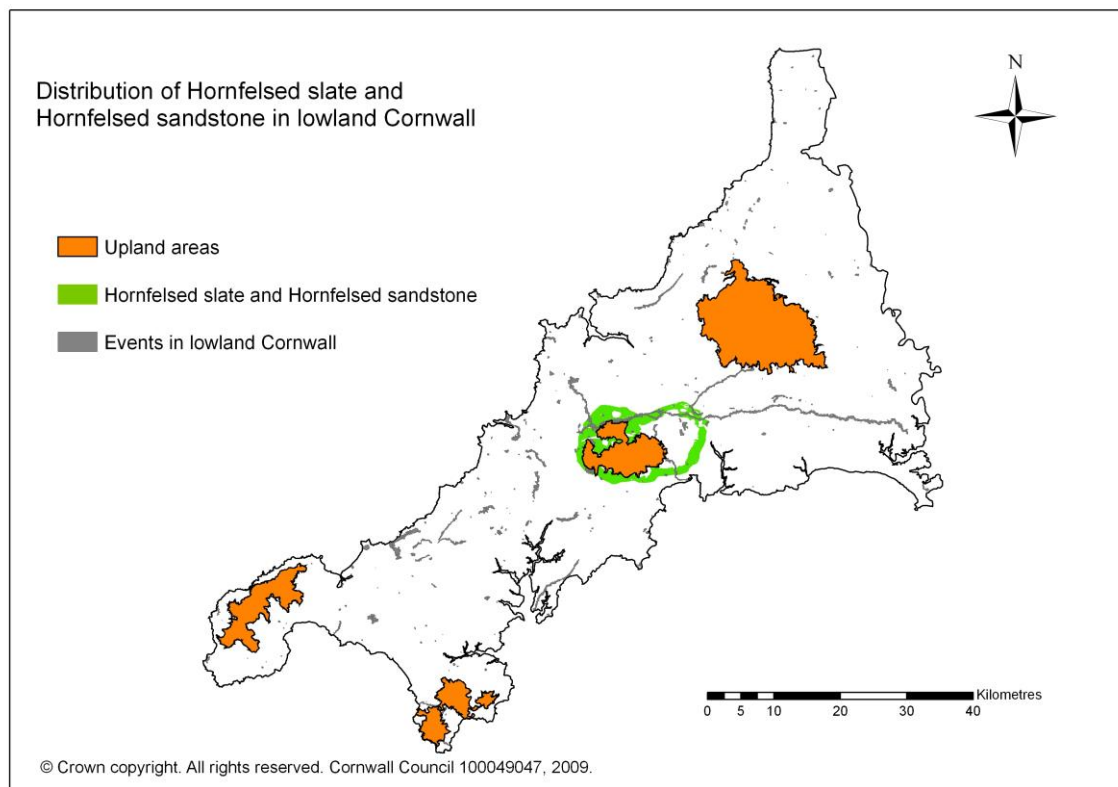 Distribution of Hornfelsed slate and
Hornfelsed sandstone in lowland Cornwall
N
Upland areas
Hornfelsed slate and Hornfelsed sandstone
Events in lowland Cornwall
Kilometres
0 5 10 20 30 40
© Crown copyright. All rights reserved. Cornwall Council 100049047, 2009.